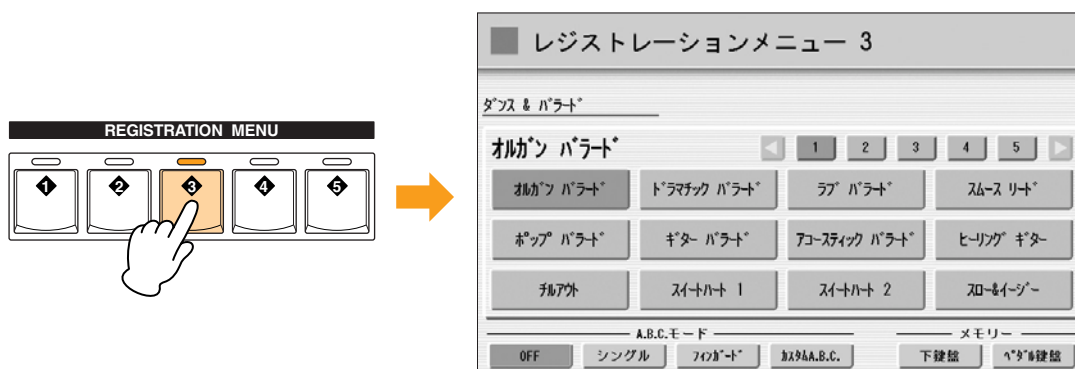 REGISTRATION MENU
1 2 3 4 5
レジストレーションメニュー 3
ﾀﾞﾝｽ & ﾊﾞﾗｰﾄﾞ
ｵﾙｶﾞﾝ ﾊﾞﾗｰﾄﾞ 1 2 3 4 5
ｵﾙｶﾞﾝ ﾊﾞﾗｰﾄﾞ ﾄﾞﾗﾏﾁｯｸ ﾊﾞﾗｰﾄﾞ ﾗﾌﾞ ﾊﾞﾗｰﾄﾞ ｽﾑｰｽ ﾘｰﾄﾞ
ﾎﾟｯﾌﾟ ﾊﾞﾗｰﾄﾞ ｷﾞﾀｰ ﾊﾞﾗｰﾄﾞ ｱｺｰｽﾃｨｯｸ ﾊﾞﾗｰﾄﾞ ﾋｰﾘﾝｸﾞ ｷﾞﾀｰ
ﾁﾙｱｳﾄ ｽｲｰﾄﾊｰﾄ 1 ｽｲｰﾄﾊｰﾄ 2 ｽﾛｰ&ｲｰｼﾞｰ
A.B.C.モード メモリー
OFF シングル ﾌｨﾝｶﾞｰﾄﾞ ｶｽﾀﾑA.B.C. 下鍵盤 ﾍﾟﾀﾞﾙ鍵盤